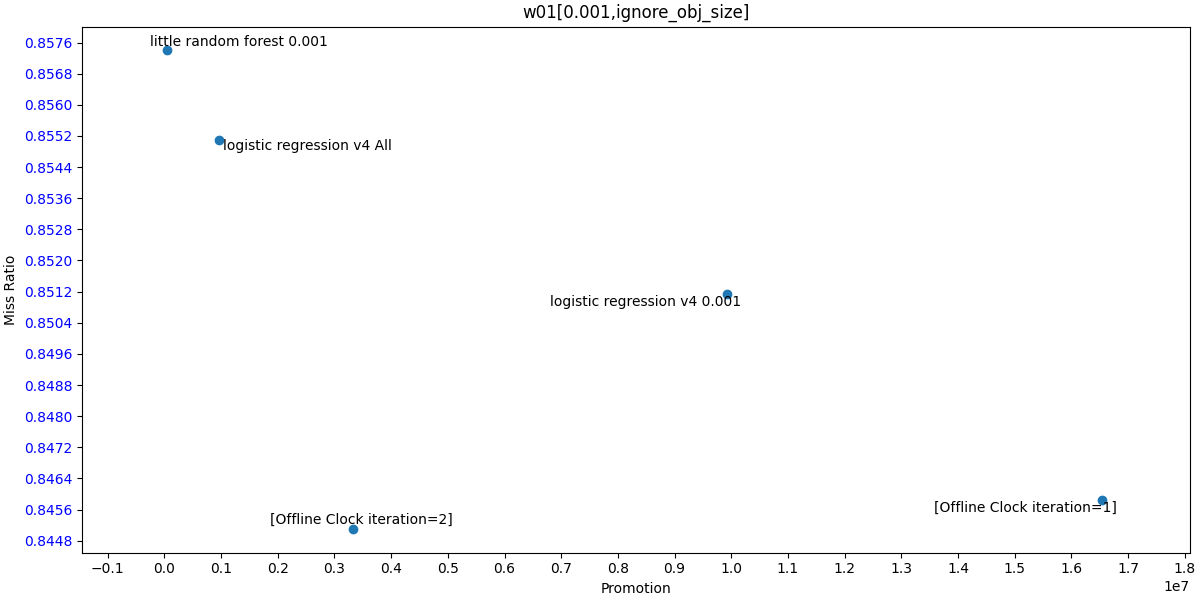 w01[0.001,ignore_obj_size]
0.8576
0.8568
0.8560
0.8552
0.8544
0.8536
0.8528
0.8520
0.8512
0.8504
0.8496
0.8488
0.8480
0.8472
0.8464
0.8456
0.8448
Miss Ratio
little random forest 0.001
logistic regression v4 All
logistic regression v4 0.001
[Offline Clock iteration=1]
[Offline Clock iteration=2]
−0.1 0.0 0.1 0.2 0.3 0.4 0.5 0.6 0.7 0.8 0.9 1.0 1.1 1.2 1.3 1.4 1.5 1.6 1.7 1.8
1e7
Promotion